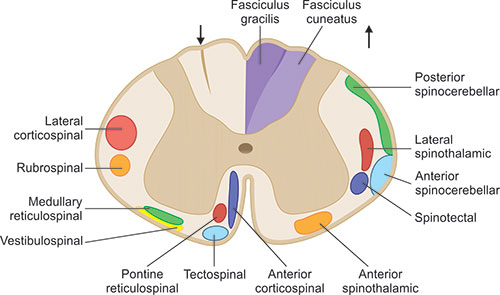 Fasciculus
gracilis
Fasciculus
cuneatus
Posterior
spinocerebellar
Lateral
corticospinal
Lateral
spinothalamic
Rubrospinal
Anterior
spinocerebellar
Medullary
reticulospinal
Spinotectal
Vestibulospinal
Pontine
reticulospinal
Tectospinal
Anterior
corticospinal
Anterior
spinothalamic